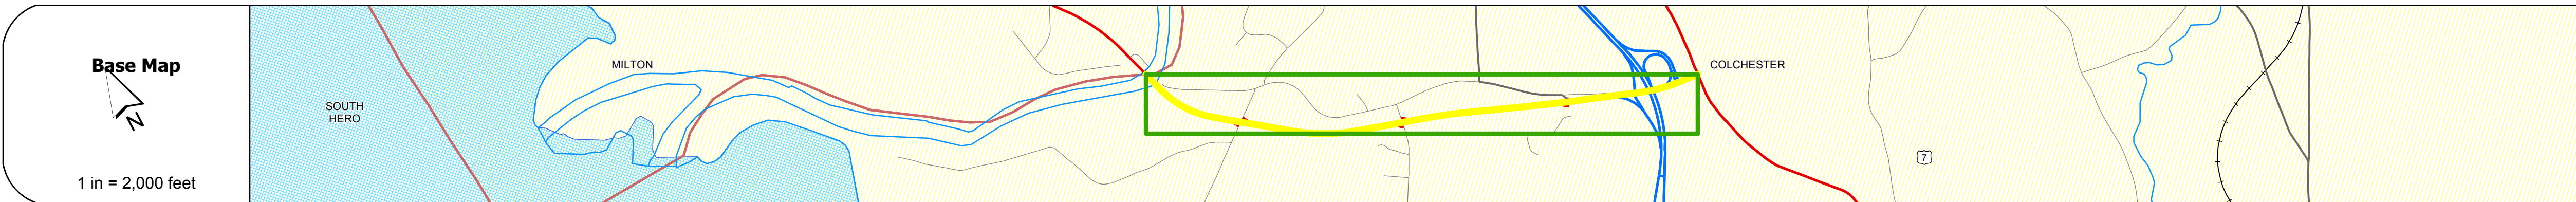 Base Map
N
1 in = 2,000 feet
SOUTH
HERO
MILTON
COLCHESTER
7